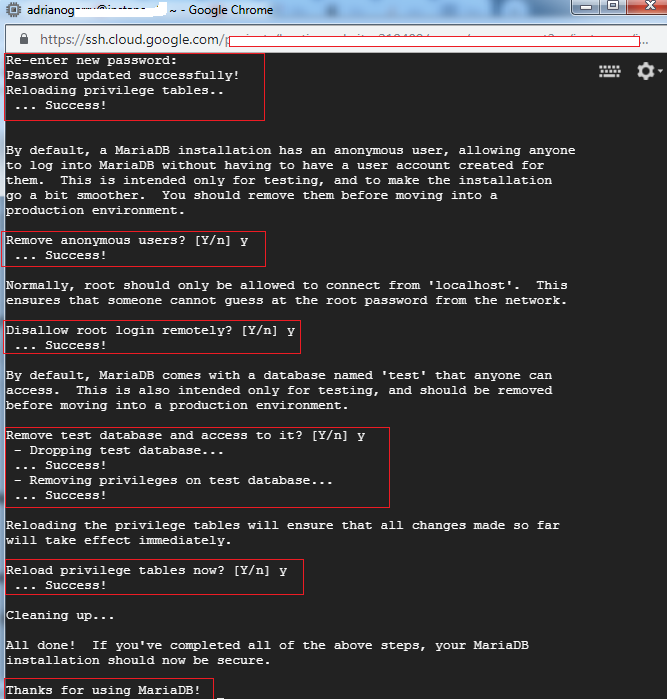 ~ - Google Chrome
https://ssh.cloud.google.com/
Re-enter new password:
Password updated successfully!
Reloading privilege tables..
... Success!
By default, a MariaDB installation has an anonymous user, allowing anyone
to log into MariaDB without having to have a user account created for
them.  This is intended only for testing, and to make the installation
go a bit smoother.  You should remove them before moving into a
production environment.
Remove anonymous users? [Y/n] y
... Success!
Normally, root should only be allowed to connect from 'localhost'.  This
ensures that someone cannot guess at the root password from the network.
Disallow root login remotely? [Y/n] y
... Success!
By default, MariaDB comes with a database named 'test' that anyone can
access.  This is also intended only for testing, and should be removed
before moving into a production environment.
Remove test database and access to it? [Y/n] y
- Dropping test database...
... Success!
- Removing privileges on test database...
... Success!
Reloading the privilege tables will ensure that all changes made so far
will take effect immediately.
Reload privilege tables now? [Y/n] y
... Success!
Cleaning up...
All done!  If you've completed all of the above steps, your MariaDB
installation should now be secure.
Thanks for using MariaDB!